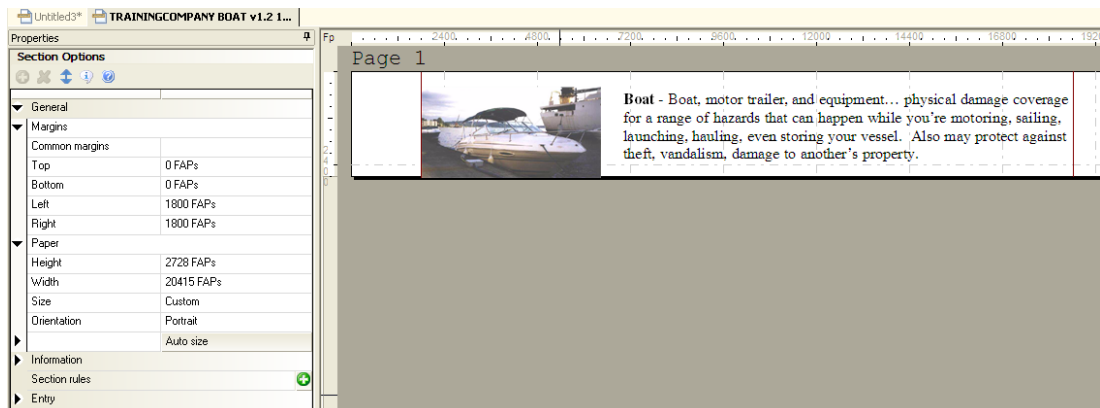 Untitled3* TRAININGCOMPANY BOAT v1.2 1...
Properties
Fp 2400 4800 7200 9600 12000 14400 16800 192
Section Options
Page 1
General
Margins
Common margins
Top 0 FAPs
Bottom 0 FAPs
Left 1800 FAPs
Right 1800 FAPs
Paper
Height 2728 FAPs
Width 20415 FAPs
Size Custom
Orientation Portrait
Auto size
Information
Section rules
Entry
2400
Boat - Boat, motor trailer, and equipment… physical damage coverage
for a range of hazards that can happen while you’re motoring, sailing,
launching, hauling, even storing your vessel. Also may protect against
theft, vandalism, damage to another’s property.